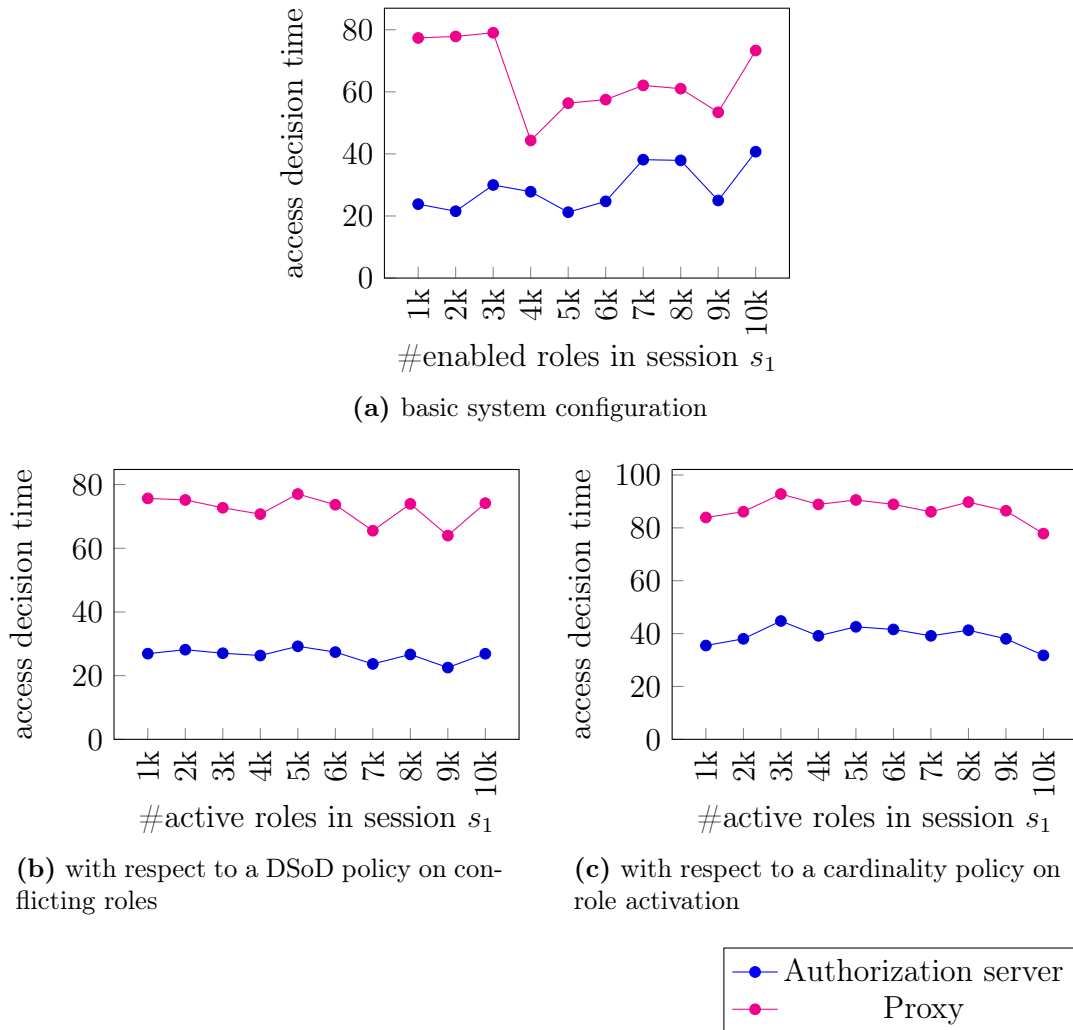 access decision time
80
60
40
20
0
1k
2k
3k
4k
5k
6k
7k
8k
9k
10k
#enabled roles in session s₁
(a) basic system configuration
access decision time
80
60
40
20
0
1k
2k
3k
4k
5k
6k
7k
8k
9k
10k
#active roles in session s₁
(b) with respect to a DSoD policy on con-
flicting roles
access decision time
100
80
60
40
20
0
1k
2k
3k
4k
5k
6k
7k
8k
9k
10k
#active roles in session s₁
(c) with respect to a cardinality policy on
role activation
Authorization server
Proxy